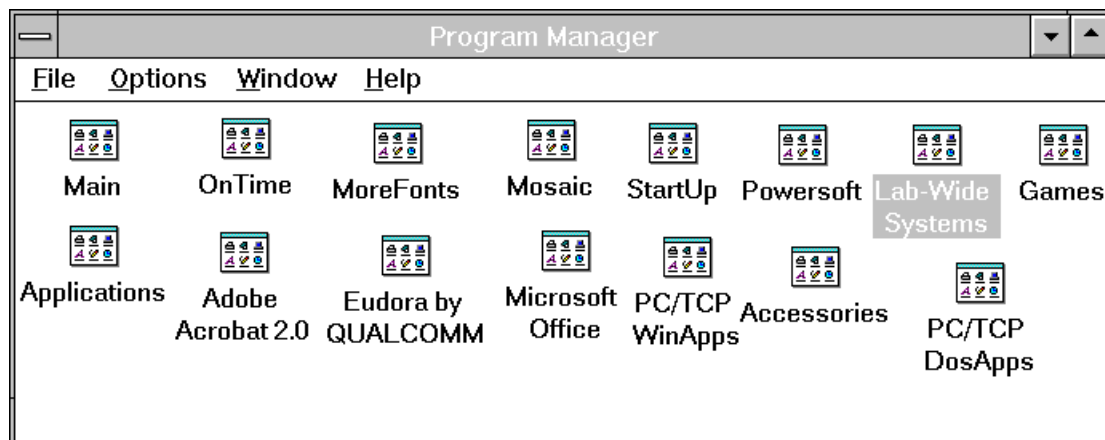 Program Manager
File Options Window Help
Main OnTime MoreFonts Mosaic StartUp Powersoft Lab-Wide Systems Games
Applications Adobe Acrobat 2.0 Eudora by QUALCOMM Microsoft Office PC/TCP WinApps Accessories PC/TCP DosApps